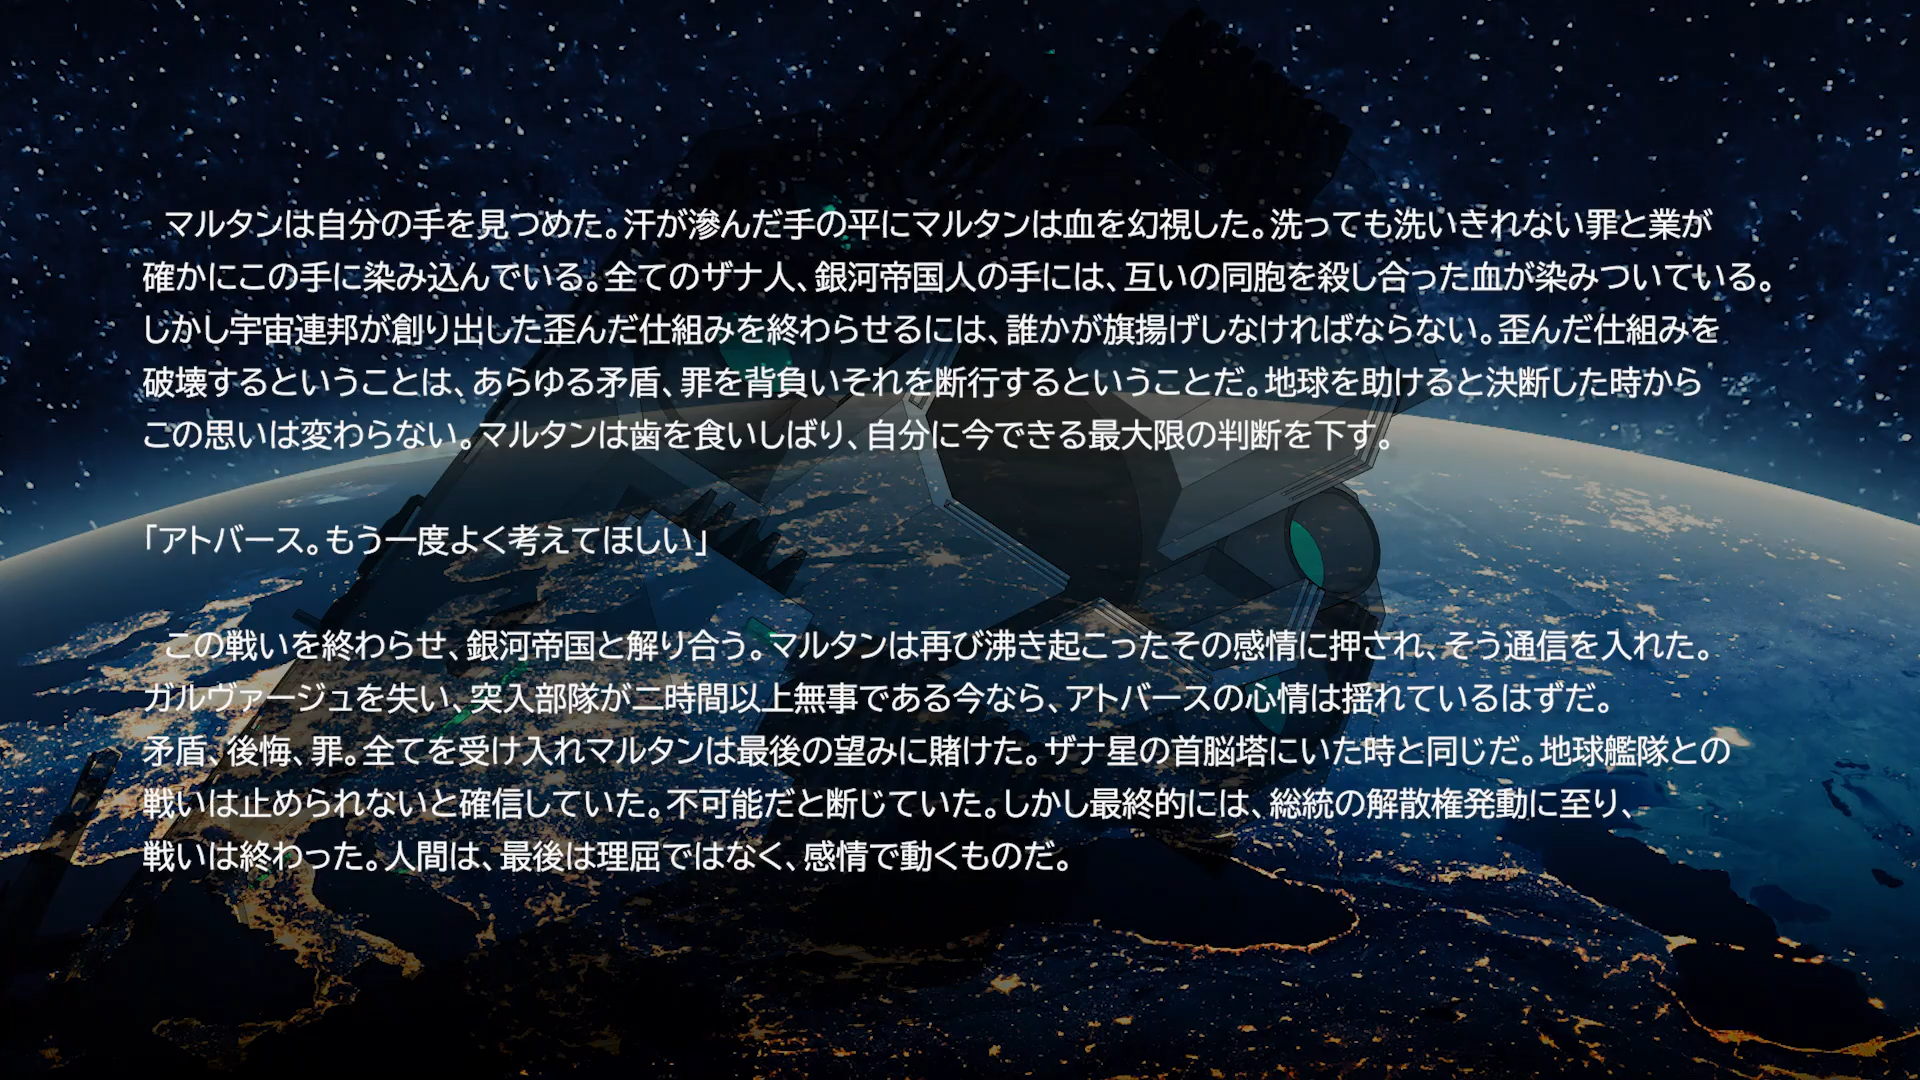 マルタンは自分の手を見つめた。汗が滲んだ手の平にマルタンは血を幻視した。洗っても洗いきれない罪と業が
確かにこの手に染み込んでいる。全てのザナ人、銀河帝国人の手には、互いの同胞を殺し合った血が染みついている。
しかし宇宙連邦が創り出した歪んだ仕組みを終わらせるには、誰かが旗揚げしなければならない。歪んだ仕組みを
破壊するということは、あらゆる矛盾、罪を背負いそれを断行するということだ。地球を助けると決断した時から
この思いは変わらない。マルタンは歯を食いしばり、自分に今できる最大限の判断を下す。
「アトバース。もう一度よく考えてほしい」
この戦いを終わらせ、銀河帝国と解り合う。マルタンは再び沸き起こったその感情に押され、そう通信を入れた。
ガルヴァージュを失い、突入部隊が二時間以上無事である今なら、アトバースの心情は揺れているはずだ。
矛盾、後悔、罪。全てを受け入れマルタンは最後の望みに賭けた。ザナ星の首脳塔にいた時と同じだ。地球艦隊との
戦いは止められないと確信していた。不可能だと断じていた。しかし最終的には、総統の解散権発動に至り、
戦いは終わった。人間は、最後は理屈ではなく、感情で動くものだ。